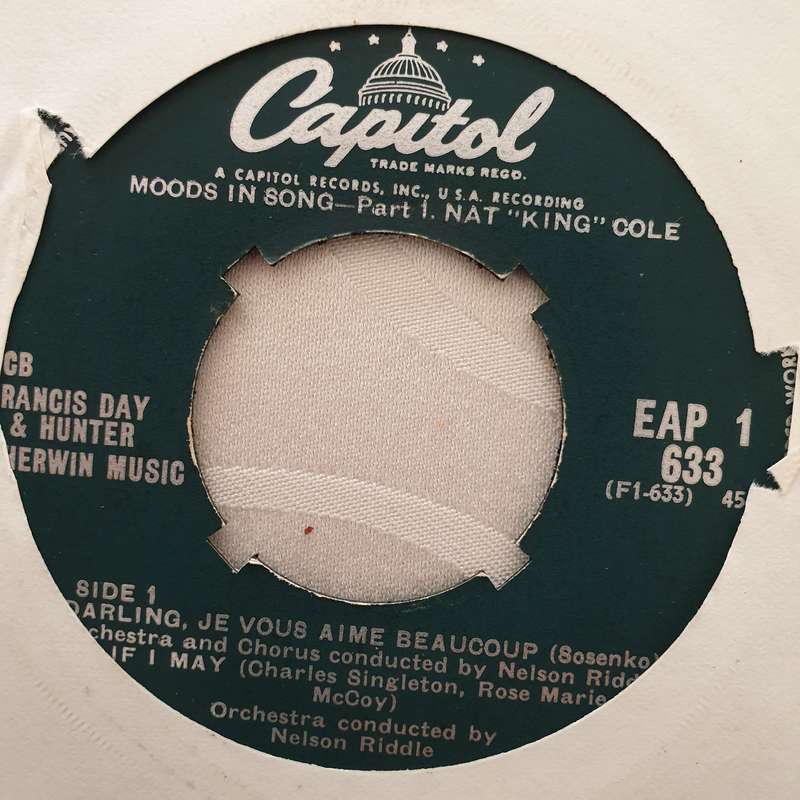 Capitol
TRADE MARKS REGD.
A CAPITOL RECORDS, INC., U.S.A. RECORDING
MOODS IN SONG—Part 1. NAT "KING" COLE
CB
RANCIS DAY
& HUNTER
HERWIN MUSIC
EAP 1
633
(F1-633) 45
SIDE 1
DARLING, JE VOUS AIME BEAUCOUP (Sosenko)
chestra and Chorus conducted by Nelson Ridd
IF I MAY (Charles Singleton, Rose Marie
McCoy)
Orchestra conducted by
Nelson Riddle